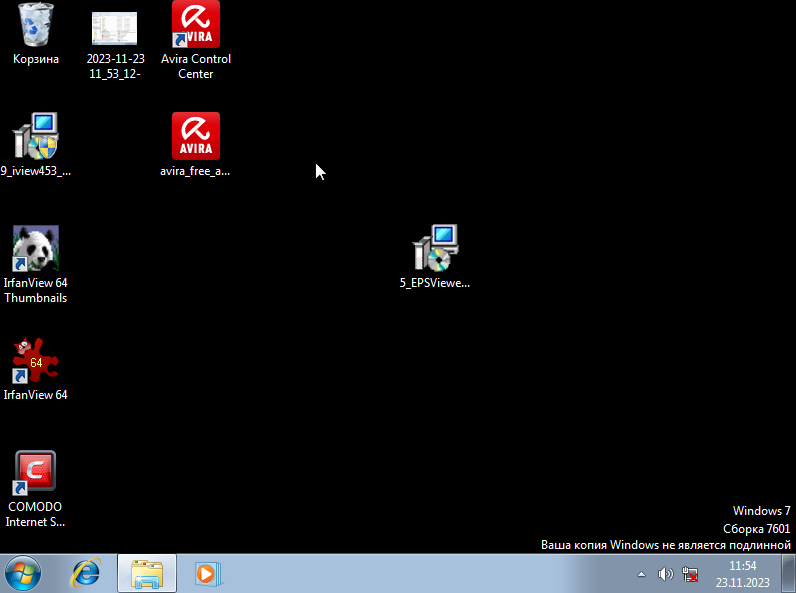 Корзина
2023-11-23
11_53_12-
Avira Control
Center
AVIRA
9_iview453_...
AVIRA
avira_free_a...
IrfanView 64
Thumbnails
5_EPSViewe...
64
IrfanView 64
COMODO
Internet S...
Windows 7
Сборка 7601
Ваша копия Windows не является подлинной
11:54
23.11.2023